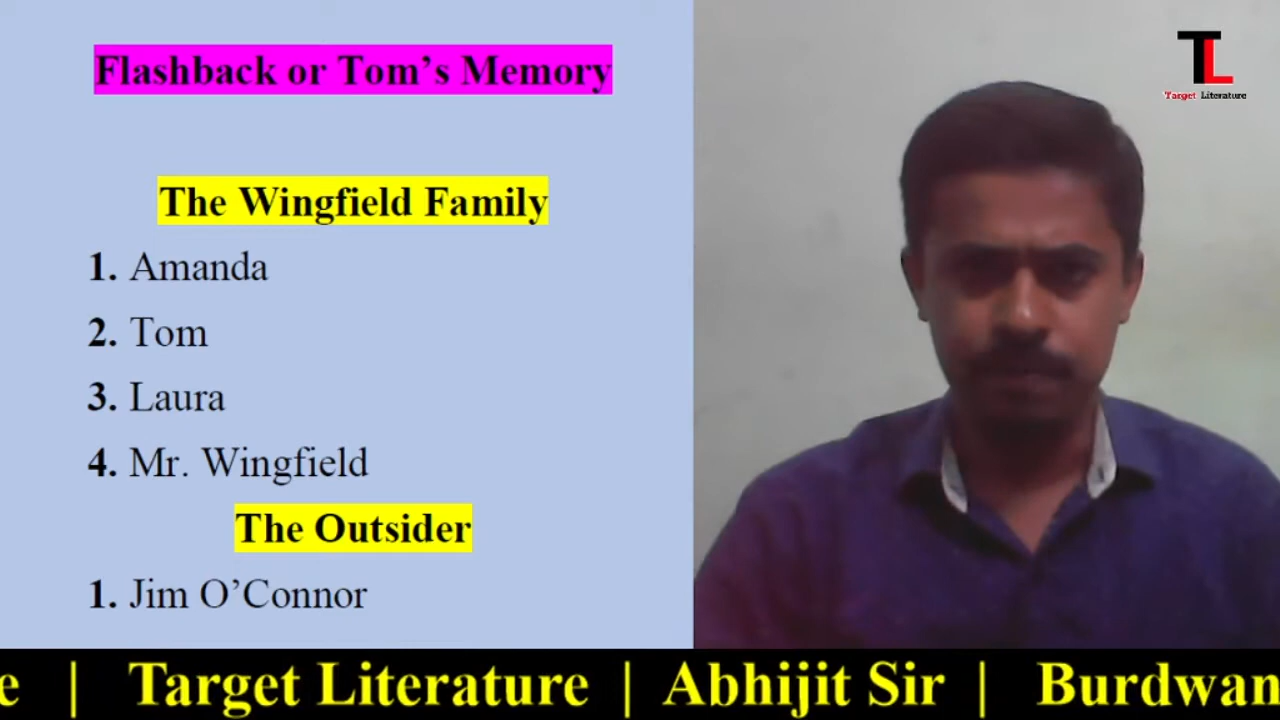 Flashback or Tom’s Memory
The Wingfield Family
1. Amanda
2. Tom
3. Laura
4. Mr. Wingfield
The Outsider
1. Jim O’Connor
TL
Target Literature
e | Target Literature | Abhijit Sir | Burdwan